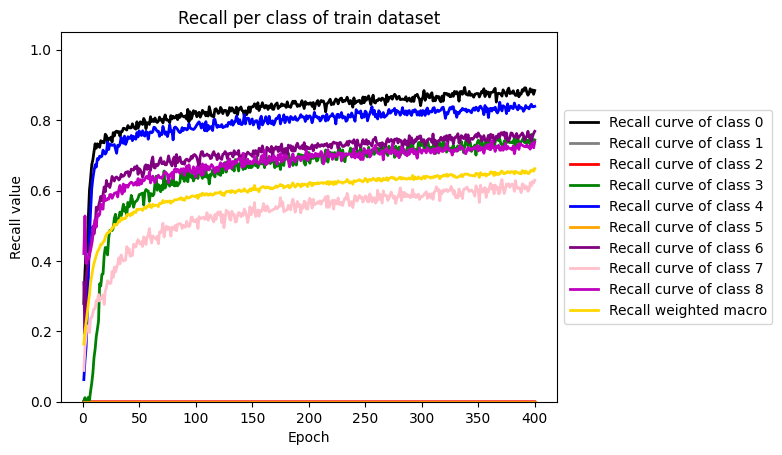 Recall per class of train dataset
Recall value
1.0
0.8
0.6
0.4
0.2
0.0
0 50 100 150 200 250 300 350 400
Epoch
Recall curve of class 0
Recall curve of class 1
Recall curve of class 2
Recall curve of class 3
Recall curve of class 4
Recall curve of class 5
Recall curve of class 6
Recall curve of class 7
Recall curve of class 8
Recall weighted macro